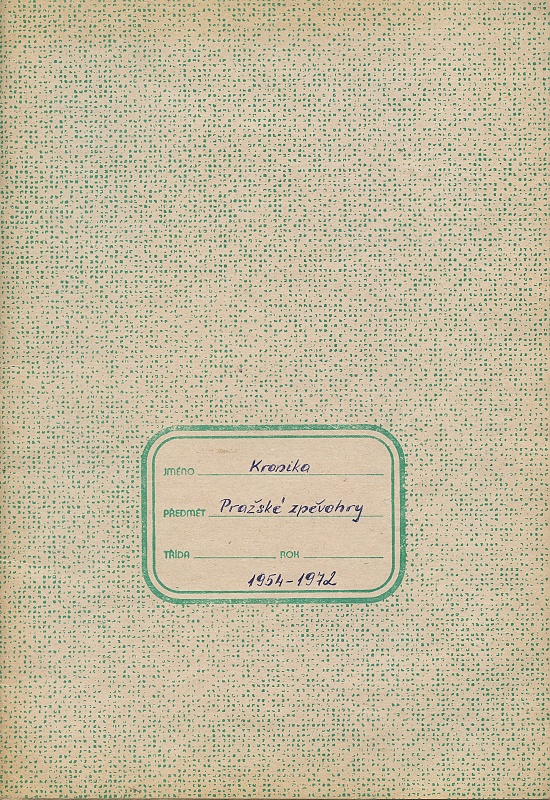 JMÉNO Kronika
PŘEDMĚT Pražské zpěvohry
TŘÍDA ROK
1954-1972